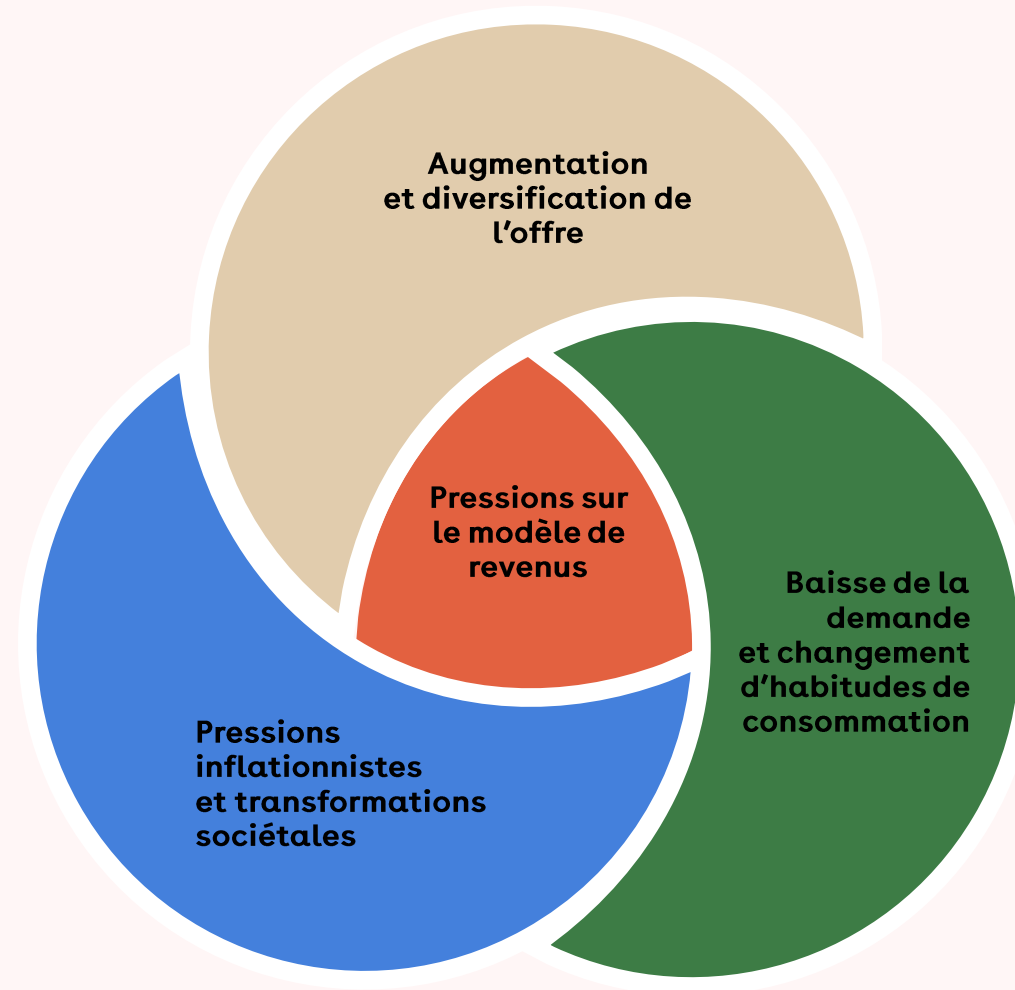 Augmentation
et diversification de
l’offre
Pressions sur
le modèle de
revenus
Baisse de la
demande
et changement
d’habitudes de
consommation
Pressions
inflationnistes
et transformations
sociétales